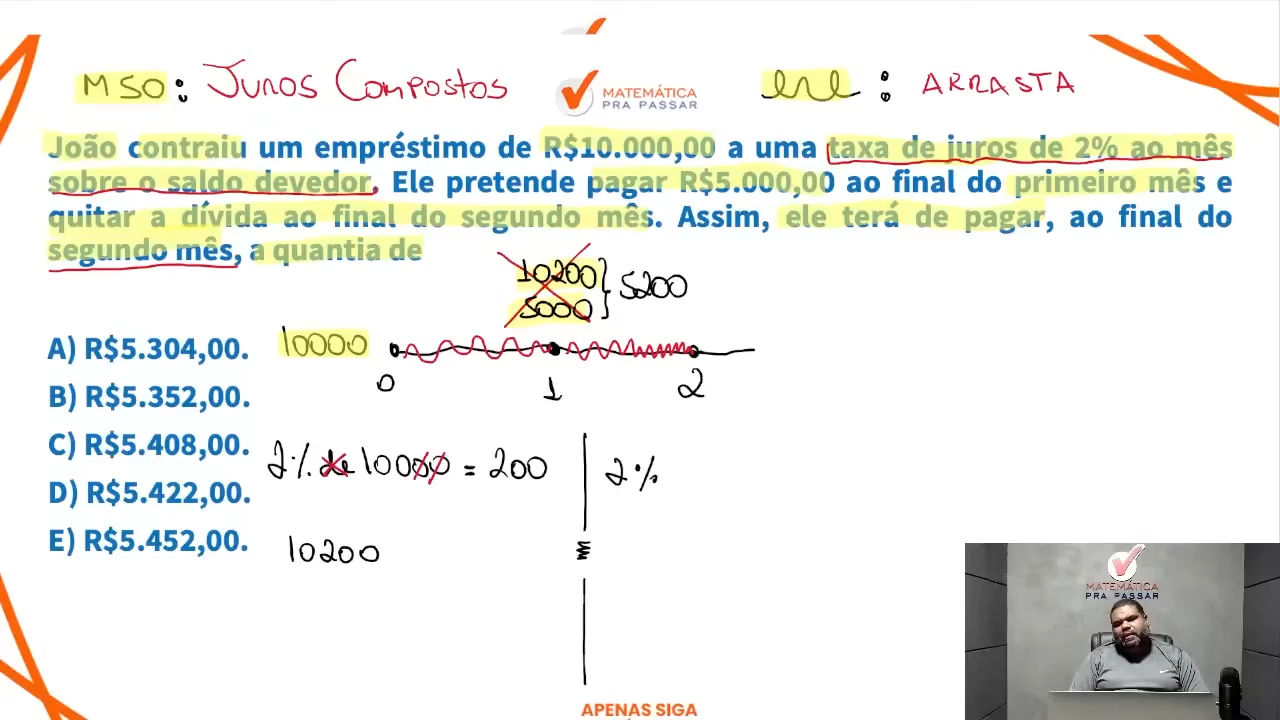 MSO: Juros Compostos
MATEMÁTICA
PRA PASSAR
: ARRASTA
João contraiu um empréstimo de R$10.000,00 a uma taxa de juros de 2% ao mês
sobre o saldo devedor. Ele pretende pagar R$5.000,00 ao final do primeiro mês e
quitar a dívida ao final do segundo mês. Assim, ele terá de pagar, ao final do
segundo mês, a quantia de
10200
5000
5200
A) R$5.304,00.
10000
0
1
2
B) R$5.352,00.
C) R$5.408,00.
2% de 10000 = 200
2%
D) R$5.422,00.
E) R$5.452,00.
10200
MATEMÁTICA
PRA PASSAR
APENAS SIGA